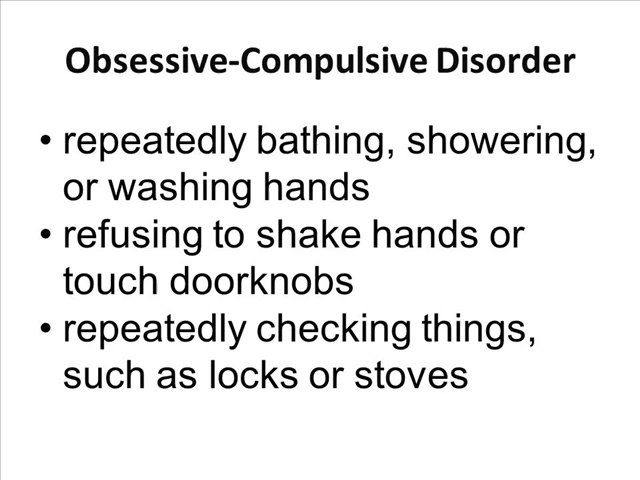 Obsessive-Compulsive Disorder
• repeatedly bathing, showering,
or washing hands
• refusing to shake hands or
touch doorknobs
• repeatedly checking things,
such as locks or stoves